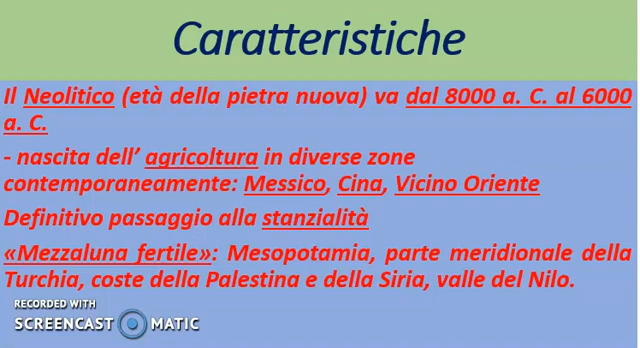 Caratteristiche
Il Neolitico (età della pietra nuova) va dal 8000 a. C. al 6000
a. C.
- nascita dell’ agricoltura in diverse zone
contemporaneamente: Messico, Cina, Vicino Oriente
Definitivo passaggio alla stanzialità
«Mezzaluna fertile»: Mesopotamia, parte meridionale della
Turchia, coste della Palestina e della Siria, valle del Nilo.
RECORDED WITH
SCREENCAST MATIC